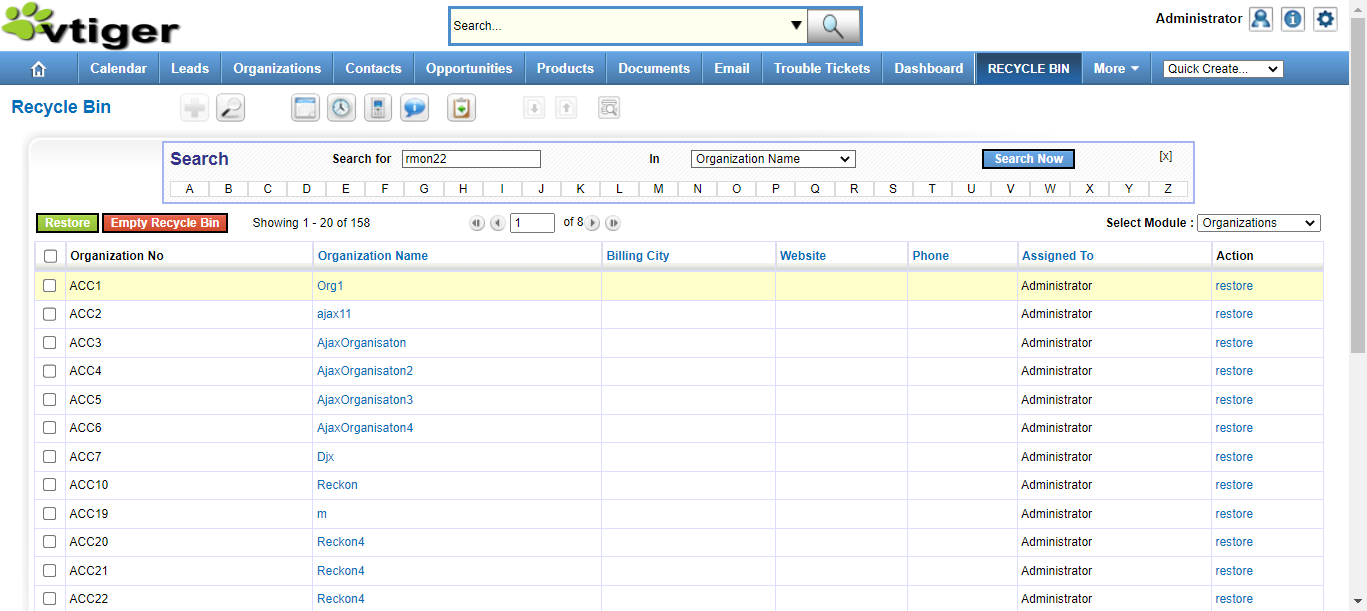 vtiger
Search...
Administrator
Calendar Leads Organizations Contacts Opportunities Products Documents Email Trouble Tickets Dashboard RECYCLE BIN More Quick Create...
Recycle Bin
Search Search for rmon22 In Organization Name Search Now [x]
A B C D E F G H I J K L M N O P Q R S T U V W X Y Z
Restore Empty Recycle Bin Showing 1 - 20 of 158 1 of 8 Select Module : Organizations
Organization No Organization Name Billing City Website Phone Assigned To Action
ACC1 Org1 Administrator restore
ACC2 ajax11 Administrator restore
ACC3 AjaxOrganisaton Administrator restore
ACC4 AjaxOrganisaton2 Administrator restore
ACC5 AjaxOrganisaton3 Administrator restore
ACC6 AjaxOrganisaton4 Administrator restore
ACC7 Djx Administrator restore
ACC10 Reckon Administrator restore
ACC19 m Administrator restore
ACC20 Reckon4 Administrator restore
ACC21 Reckon4 Administrator restore
ACC22 Reckon4 Administrator restore